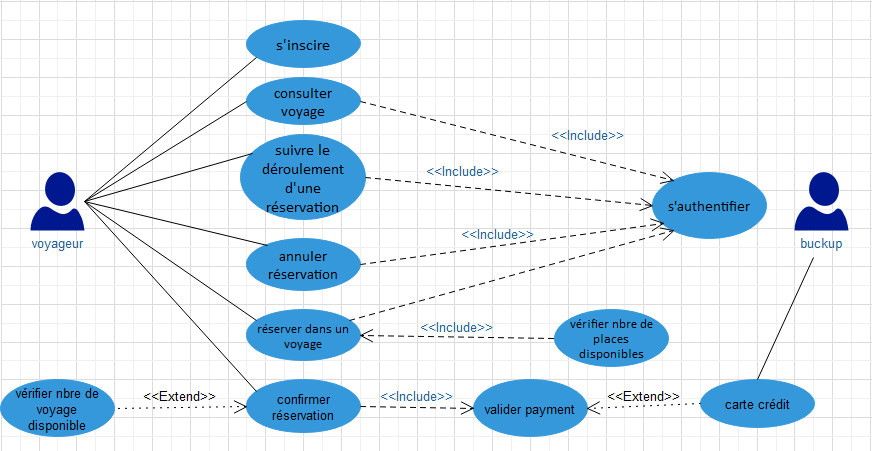 s'inscire
consulter
voyage
<<Include>>
suivre le
déroulement
d'une
réservation
<<Include>>
s'authentifier
voyageur
buckup
<<Include>>
annuler
réservation
réserver dans un
voyage
<<Include>>
vérifier nbre de
places
disponibles
vérifier nbre de
voyage
disponible
<<Extend>>
confirmer
réservation
<<Include>>
valider payment
<<Extend>>
carte crédit